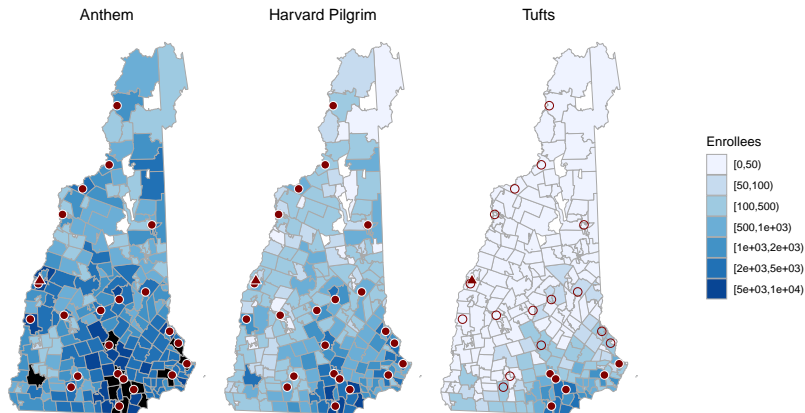 Anthem
Harvard Pilgrim
Tufts
Enrollees
[0,50)
[50,100)
[100,500)
[500,1e+03)
[1e+03,2e+03)
[2e+03,5e+03)
[5e+03,1e+04)